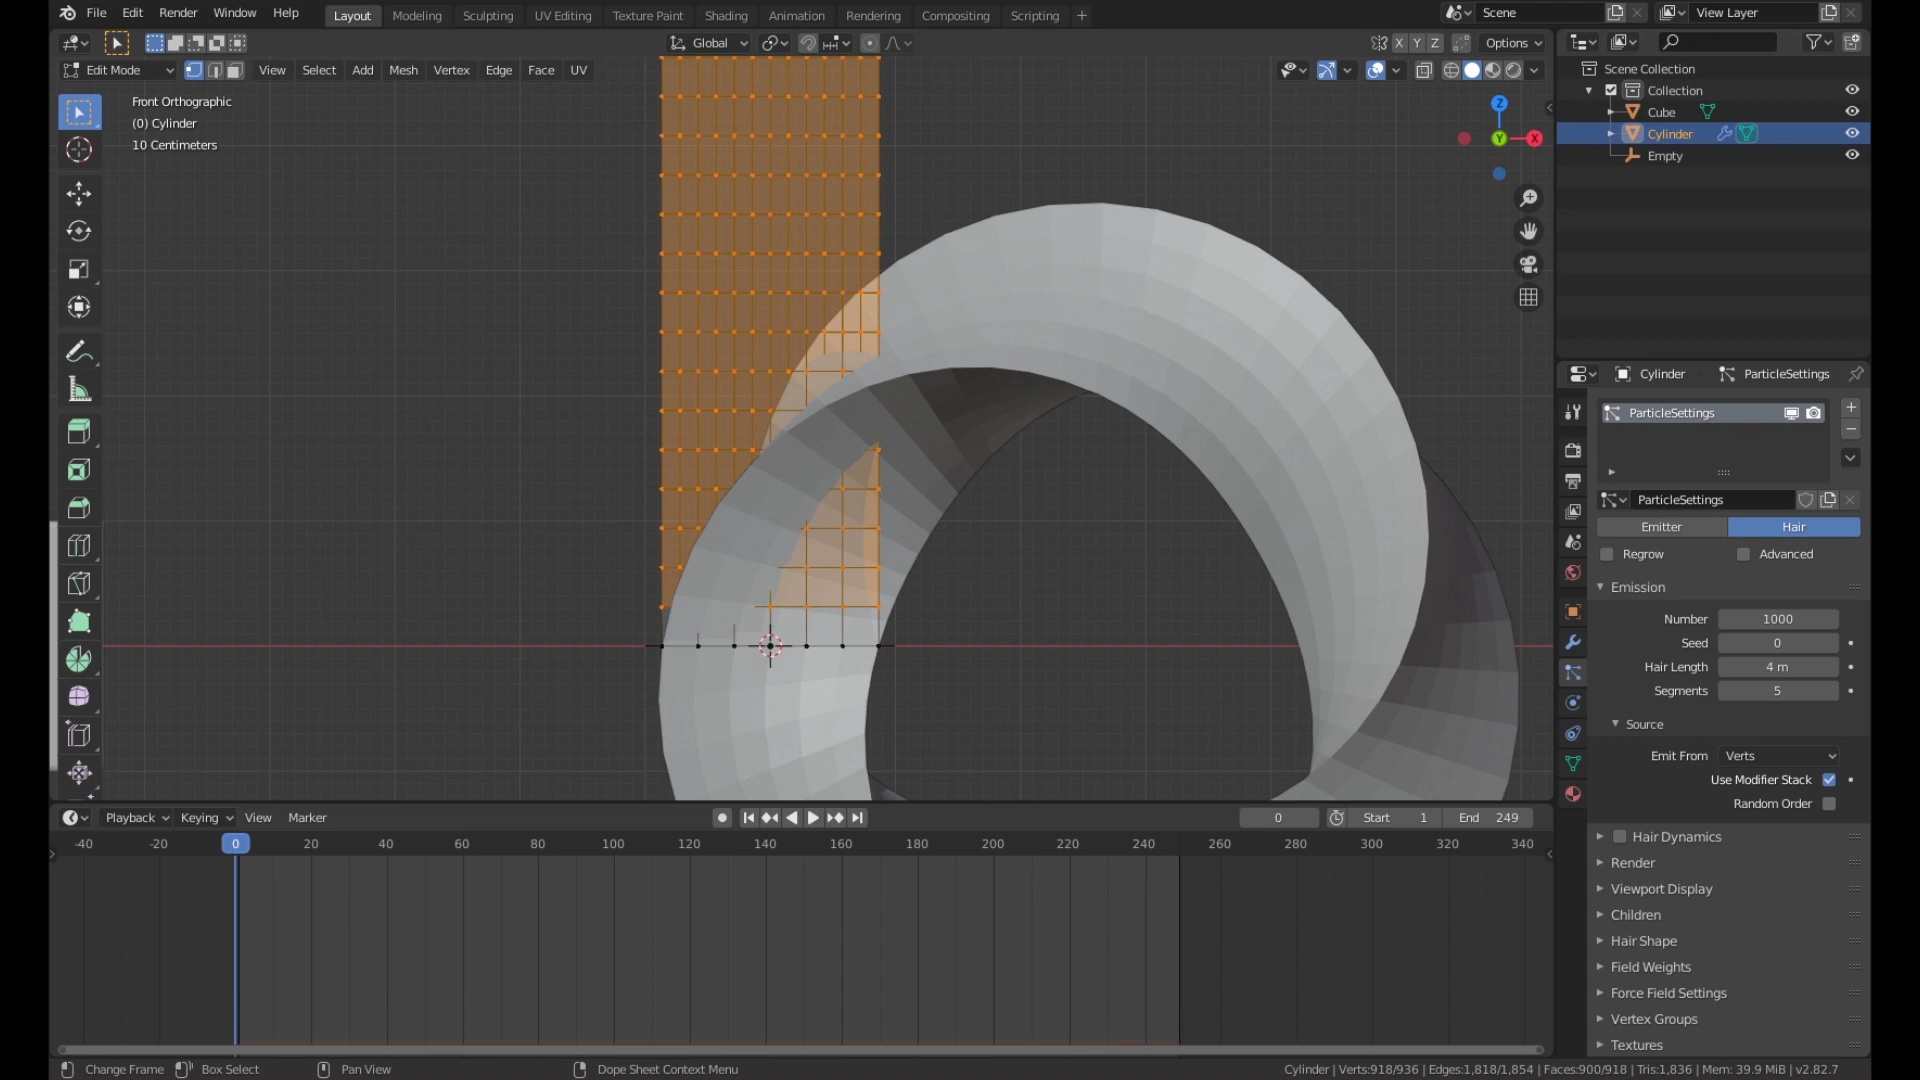 File Edit Render Window Help Layout Modeling Sculpting UV Editing Texture Paint Shading Animation Rendering Compositing Scripting + Scene View Layer
Global X Y Z Options
Edit Mode View Select Add Mesh Vertex Edge Face UV
Front Orthographic
(0) Cylinder
10 Centimeters
Z
Y
X
Scene Collection
Collection
Cube
Cylinder
Empty
Cylinder ParticleSettings
ParticleSettings
ParticleSettings
Emitter Hair
Regrow Advanced
Emission
Number 1000
Seed 0
Hair Length 4 m
Segments 5
Source
Emit From Verts
Use Modifier Stack
Random Order
Hair Dynamics
Render
Viewport Display
Children
Hair Shape
Field Weights
Force Field Settings
Vertex Groups
Textures
Playback Keying View Marker 0 Start 1 End 249
-40 -20 0 20 40 60 80 100 120 140 160 180 200 220 240 260 280 300 320 340
Change Frame Box Select Pan View Dope Sheet Context Menu Cylinder | Verts:918/936 | Edges:1,818/1,854 | Faces:900/918 | Tris:1,836 | Mem: 39.9 MiB | v2.82.7